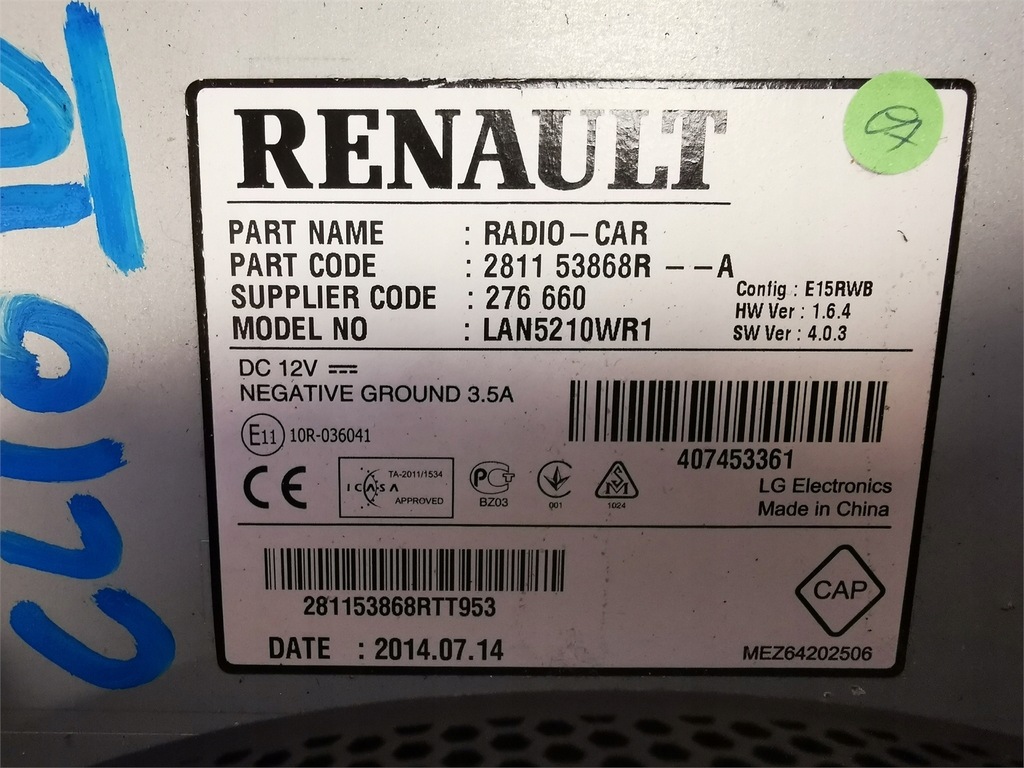 RENAULT
PART NAME : RADIO-CAR
PART CODE : 2811 53868R --A
SUPPLIER CODE : 276 660
MODEL NO : LAN5210WR1
Config : E15RWB
HW Ver : 1.6.4
SW Ver : 4.0.3
DC 12V
NEGATIVE GROUND 3.5A
E11 10R-036041
407453361
CE
TA-2011/1534
ICASA
APPROVED
BZ03
001
1024
LG Electronics
Made in China
281153868RTT953
CAP
DATE : 2014.07.14
MEZ64202506
CLIO